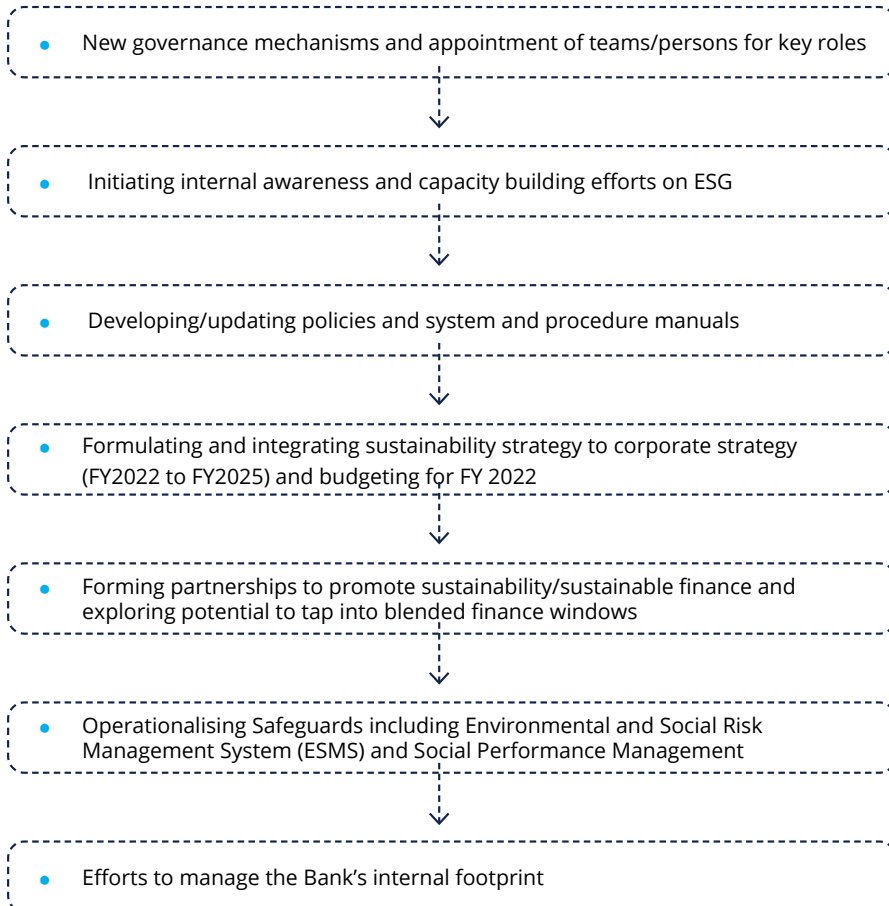 New governance mechanisms and appointment of teams/persons for key roles
Initiating internal awareness and capacity building efforts on ESG
Developing/updating policies and system and procedure manuals
Formulating and integrating sustainability strategy to corporate strategy
(FY2022 to FY2025) and budgeting for FY 2022
Forming partnerships to promote sustainability/sustainable finance and
exploring potential to tap into blended finance windows
Operationalising Safeguards including Environmental and Social Risk
Management System (ESMS) and Social Performance Management
Efforts to manage the Bank’s internal footprint